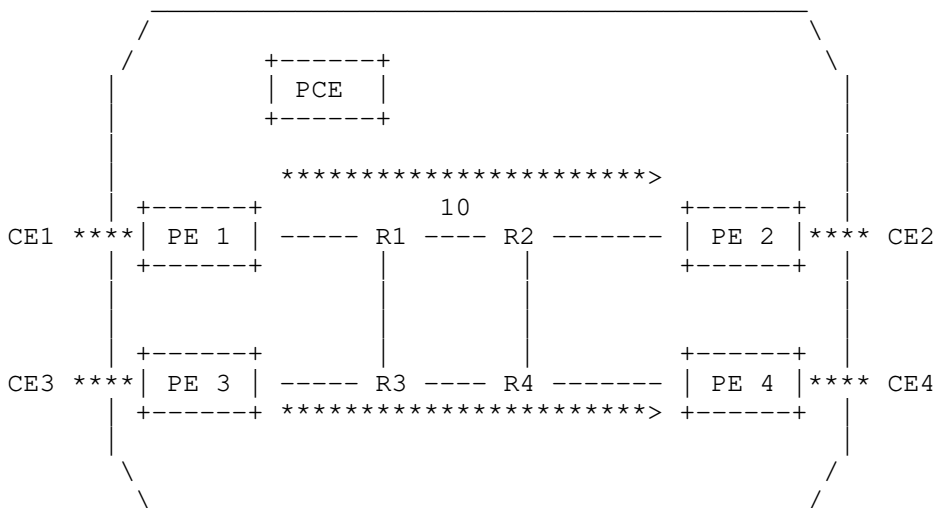 PCE
10
CE1 **** PE 1 ----- R1 ---- R2 ------- PE 2 **** CE2
CE3 **** PE 3 ----- R3 ---- R4 ------- PE 4 **** CE4